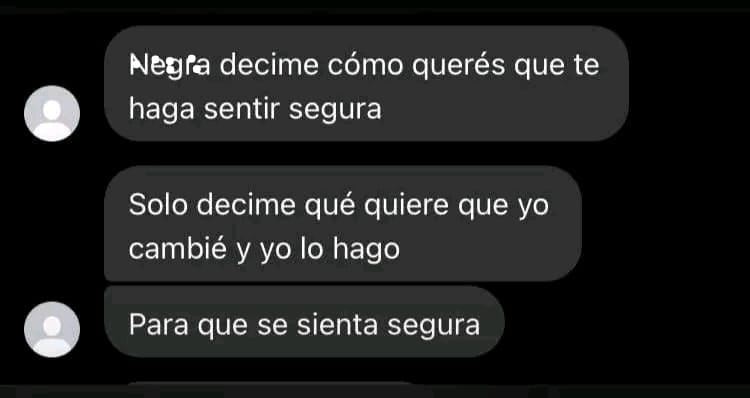 Negra decime cómo querés que te
haga sentir segura
Solo decime qué quiere que yo
cambié y yo lo hago
Para que se sienta segura